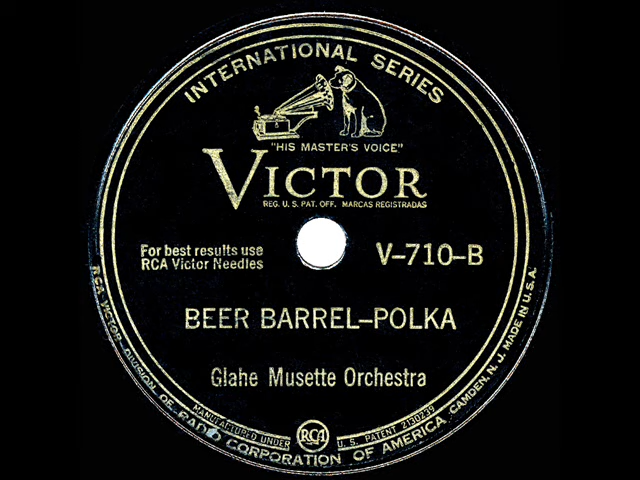 INTERNATIONAL SERIES
"HIS MASTER'S VOICE"
VICTOR
REG. U. S. PAT. OFF. MARCAS REGISTRADAS
For best results use
RCA Victor Needles
V-710-B
BEER BARREL-POLKA
Glahe Musette Orchestra
MANUFACTURED UNDER
RCA
U. S. PATENT 2130239
RCA VICTOR DIVISION OF RADIO CORPORATION OF AMERICA CAMDEN, N. J. MADE IN U.S.A.